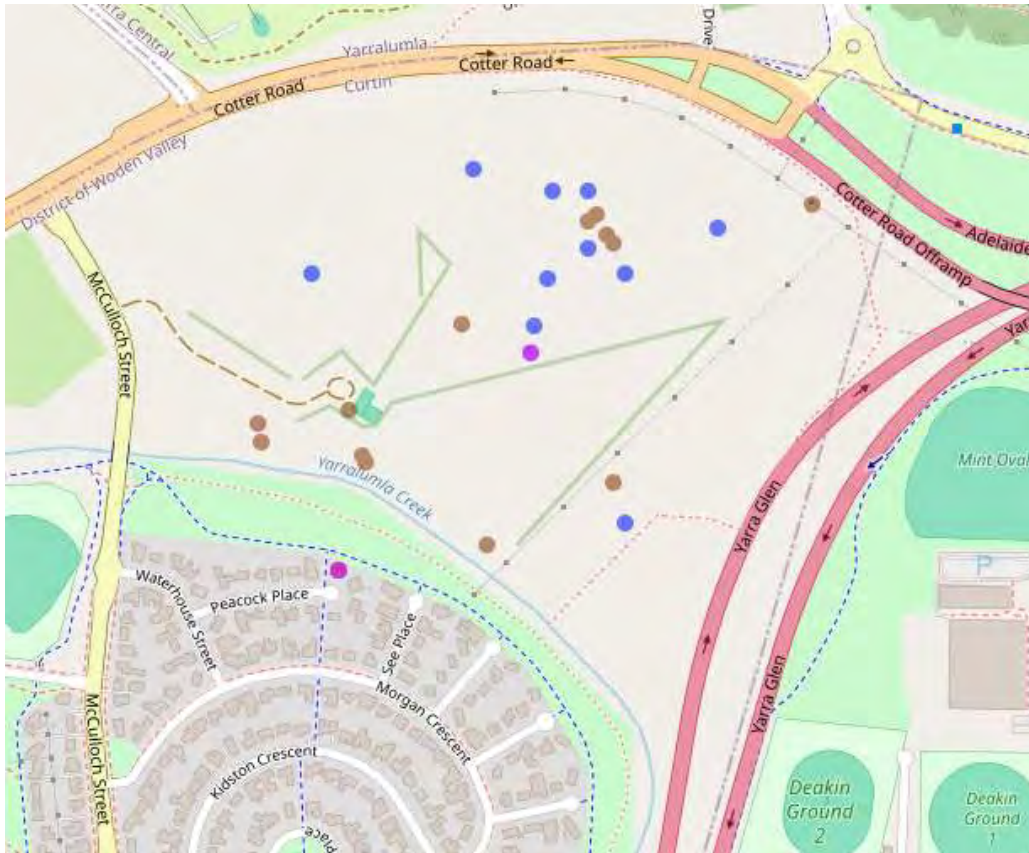 rra Central
Drive
Yarralumla
Cotter Road
Cotter Road
Curtin
District of Woden Valley
Cotter Road Offramp
Adelaide
Yar
McCulloch Street
Yarralumla Creek
Mint Oval
Yarra Glen
P
Waterhouse Street
Peacock Place
See Place
Yarra Glen
McCulloch Street
Morgan Crescent
Kidston Crescent
Place
Deakin
Ground
2
Deakin
Ground
1